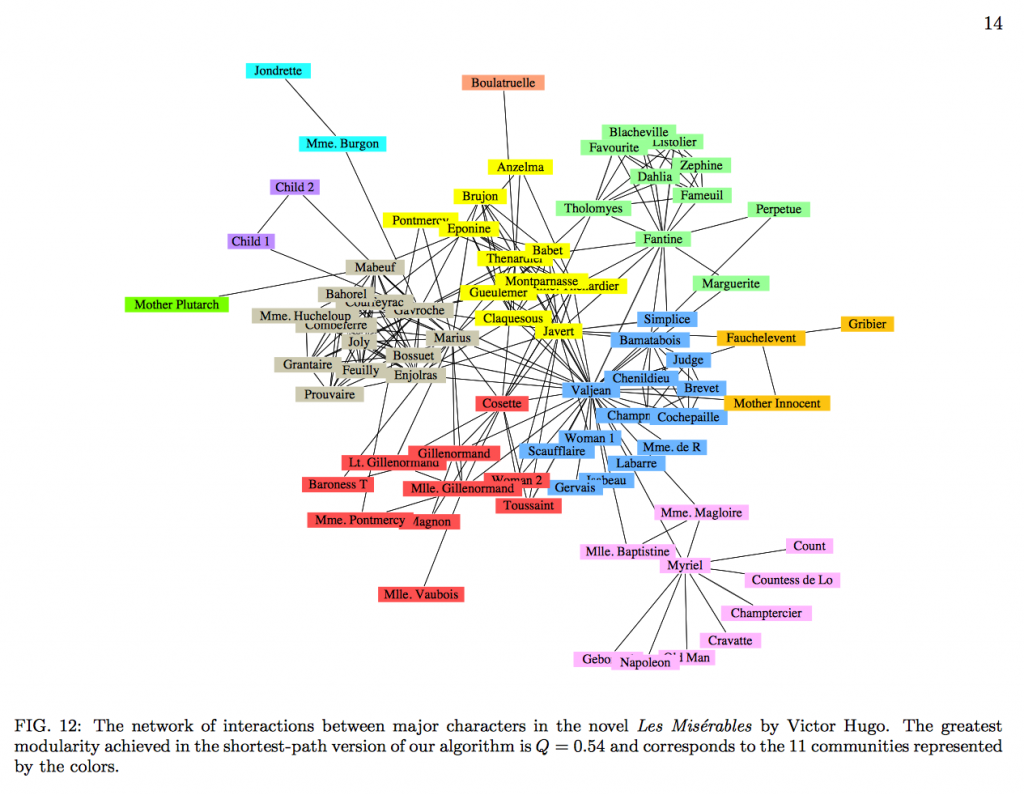 14
Jondrette
Boulatruelle
Blacheville
Listolier
Mme. Burgon
Favourite
Anzelma
Zephine
Dahlia
Child 2
Brujon
Fameuil
Tholomyes
Perpetue
Pontmercy
Eponine
Child 1
Fantine
Babet
Thenardier
Mabeuf
Montparnasse
Thenardier
Marguerite
Bahorel
Gueulemer
Courfeyrac
Mother Plutarch
Gavroche
Mme. Hucheloup
Claquesous
Simplice
Combeferre
Gribier
Javert
Joly
Marius
Bamatabois
Fauchelevent
Bossuet
Judge
Grantaire
Feuilly
Enjolras
Chenildieu
Valjean
Brevet
Prouvaire
Cosette
Mother Innocent
Champ
Cochepaille
Woman 1
Mme. de R
Gillenormand
Scaufflaire
Lt. Gillenormand
Labarre
Woman 2
Isabeau
Baroness T
Mlle. Gillenormand
Gervais
Toussaint
Mme. Magloire
Mme. Pontmercy
Magnon
Count
Mlle. Baptistine
Myriel
Countess de Lo
Mlle. Vaubois
Champtercier
Cravatte
Old Man
Gebo
Napoleon
FIG. 12: The network of interactions between major characters in the novel Les Misérables by Victor Hugo. The greatest
modularity achieved in the shortest-path version of our algorithm is Q = 0.54 and corresponds to the 11 communities represented
by the colors.